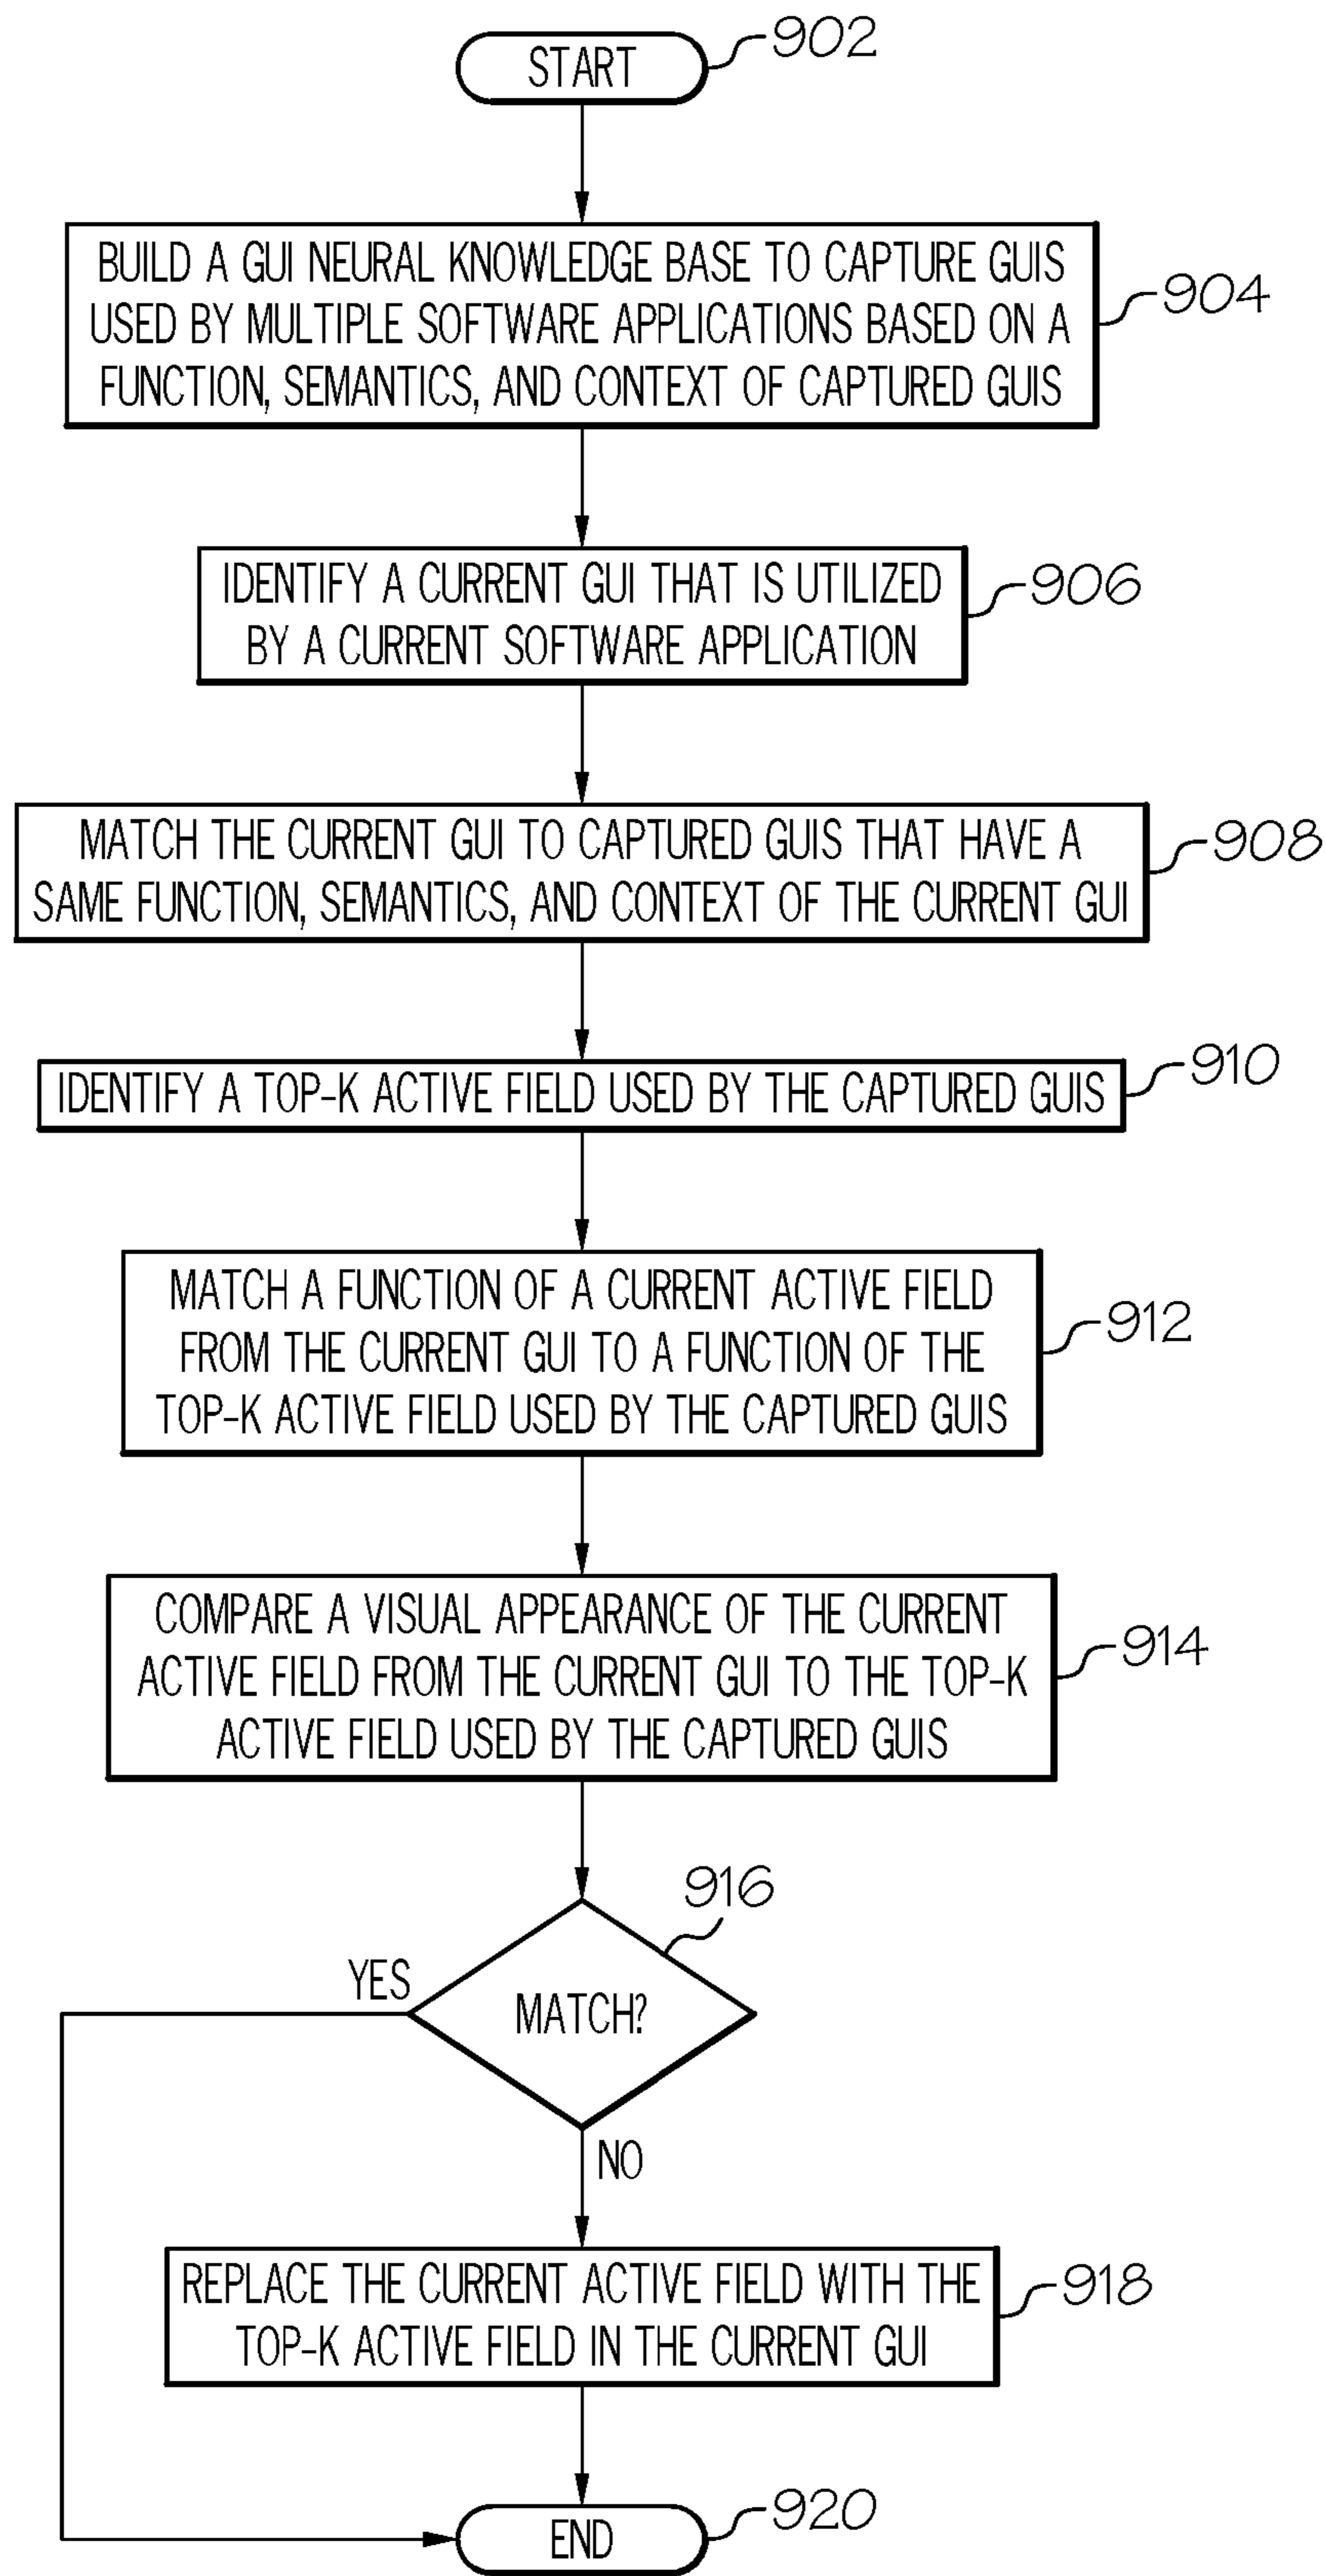 START
902
BUILD A GUI NEURAL KNOWLEDGE BASE TO CAPTURE GUIS
USED BY MULTIPLE SOFTWARE APPLICATIONS BASED ON A
FUNCTION, SEMANTICS, AND CONTEXT OF CAPTURED GUIS
904
IDENTIFY A CURRENT GUI THAT IS UTILIZED
BY A CURRENT SOFTWARE APPLICATION
906
MATCH THE CURRENT GUI TO CAPTURED GUIS THAT HAVE A
SAME FUNCTION, SEMANTICS, AND CONTEXT OF THE CURRENT GUI
908
IDENTIFY A TOP-K ACTIVE FIELD USED BY THE CAPTURED GUIS
910
MATCH A FUNCTION OF A CURRENT ACTIVE FIELD
FROM THE CURRENT GUI TO A FUNCTION OF THE
TOP-K ACTIVE FIELD USED BY THE CAPTURED GUIS
912
COMPARE A VISUAL APPEARANCE OF THE CURRENT
ACTIVE FIELD FROM THE CURRENT GUI TO THE TOP-K
ACTIVE FIELD USED BY THE CAPTURED GUIS
914
916
YES
MATCH?
NO
REPLACE THE CURRENT ACTIVE FIELD WITH THE
TOP-K ACTIVE FIELD IN THE CURRENT GUI
918
END
920